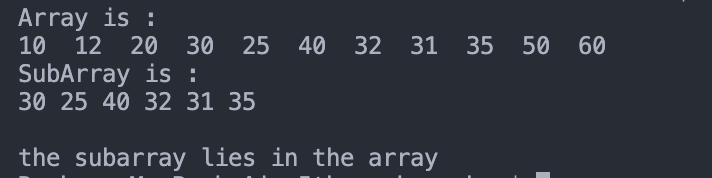 Array is :
10  12  20  30  25  40  32  31  35  50  60
SubArray is :
30 25 40 32 31 35
the subarray lies in the array